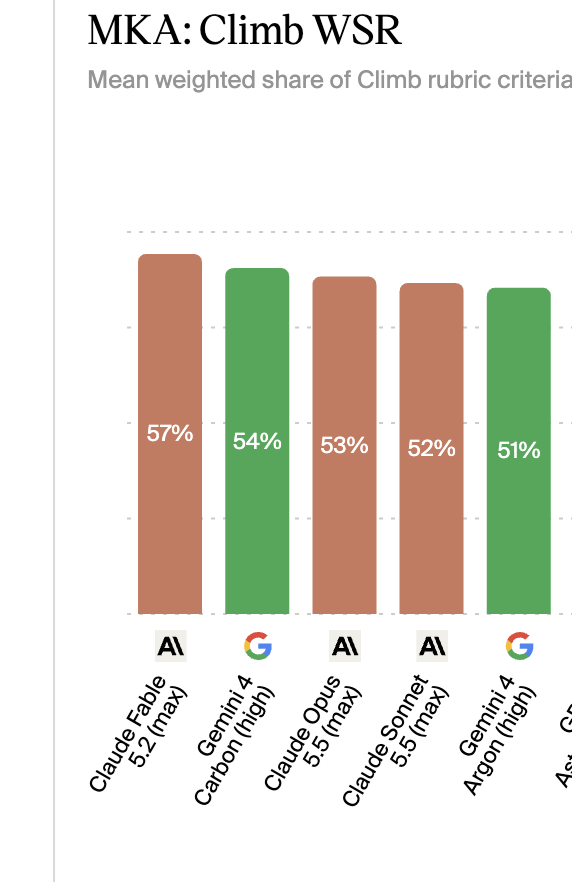 MKA: Climb WSR
Mean weighted share of Climb rubric criteria
57%
54%
53%
52%
51%
Claude Fable
5.2 (max)
Gemini 4
Carbon (high)
Claude Opus
5.5 (max)
Claude Sonnet
5.5 (max)
Gemini 4
Argon (high)